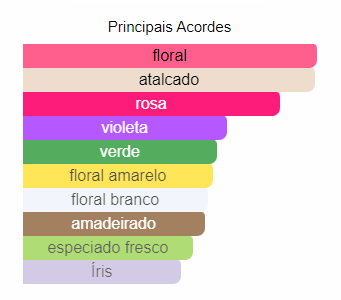 Principais Acordes
floral
atalcado
rosa
violeta
verde
floral amarelo
floral branco
amadeirado
especiado fresco
Íris